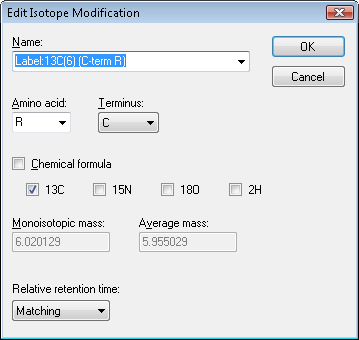 Edit Isotope Modification
Name:
Label:13C(6) (C-term R)
OK
Cancel
Amino acid:
Terminus:
R
C
Chemical formula
13C
15N
18O
2H
Monoisotopic mass:
Average mass:
6.020129
5.955029
Relative retention time:
Matching